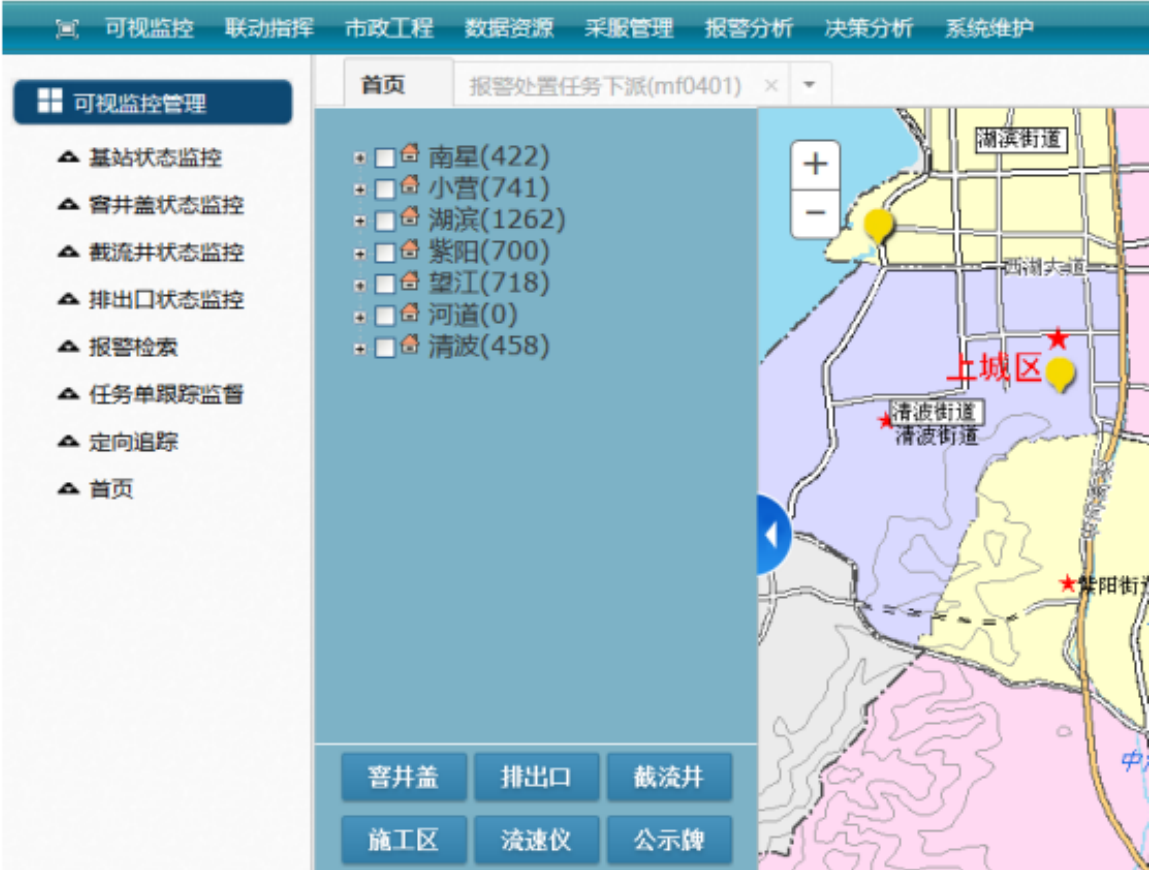 可视监控 联动指挥 市政工程 数据资源 采服管理 报警分析 决策分析 系统维护
可视监控管理
基站状态监控
窨井盖状态监控
截流井状态监控
排出口状态监控
报警检索
任务单跟踪监督
定向追踪
首页
首页 报警处置任务下派(mf0401) ×
南星(422)
小营(741)
湖滨(1262)
紫阳(700)
望江(718)
河道(0)
清波(458)
窨井盖 排出口 截流井
施工区 流速仪 公示牌
+
−
湖滨街道
西湖大道
上城区
清波街道
清波街道
紫阳街
中